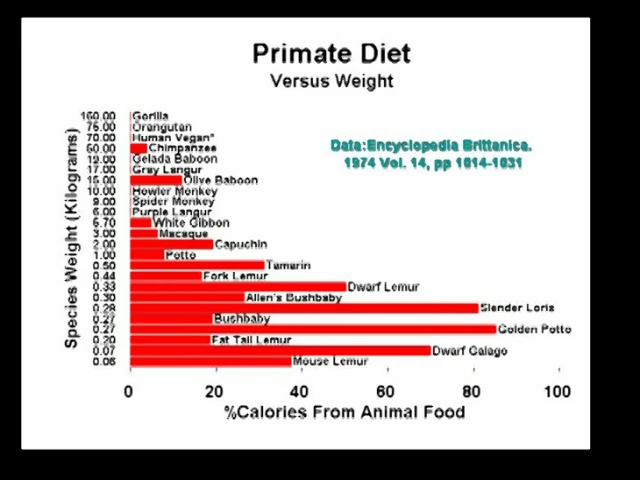 Primate Diet
Versus Weight
Data:Encyclopedia Brittanica.
1974 Vol. 14, pp 1014-1031
Species Weight (Kilograms)
160.00 Gorilla
76.00 Orangutan
70.00 Human Vegan*
50.00 Chimpanzee
19.00 Gelada Baboon
17.00 Gray Langur
15.00 Olive Baboon
10.00 Howler Monkey
9.00 Spider Monkey
6.00 Purple Langur
5.70 White Gibbon
3.00 Macaque
2.00 Capuchin
1.00 Potto
0.50 Tamarin
0.44 Fork Lemur
0.33 Dwarf Lemur
0.30 Allen's Bushbaby
0.28 Slender Loris
0.27 Bushbaby
0.27 Golden Potto
0.20 Fat Tail Lemur
0.07 Dwarf Galago
0.06 Mouse Lemur
0 20 40 60 80 100
%Calories From Animal Food